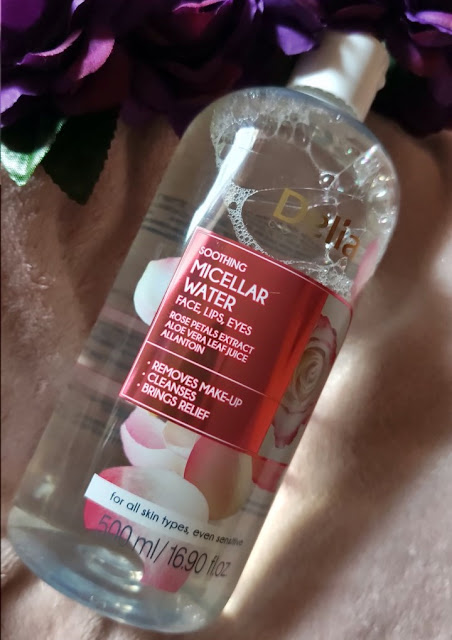 Delia
SOOTHING
MICELLAR
WATER
FACE, LIPS, EYES
ROSE PETALS EXTRACT
ALOE VERA LEAF JUICE
ALLANTOIN
• REMOVES MAKE-UP
• CLEANSES
• BRINGS RELIEF
for all skin types, even sensitive
500 ml/16.90 fl oz